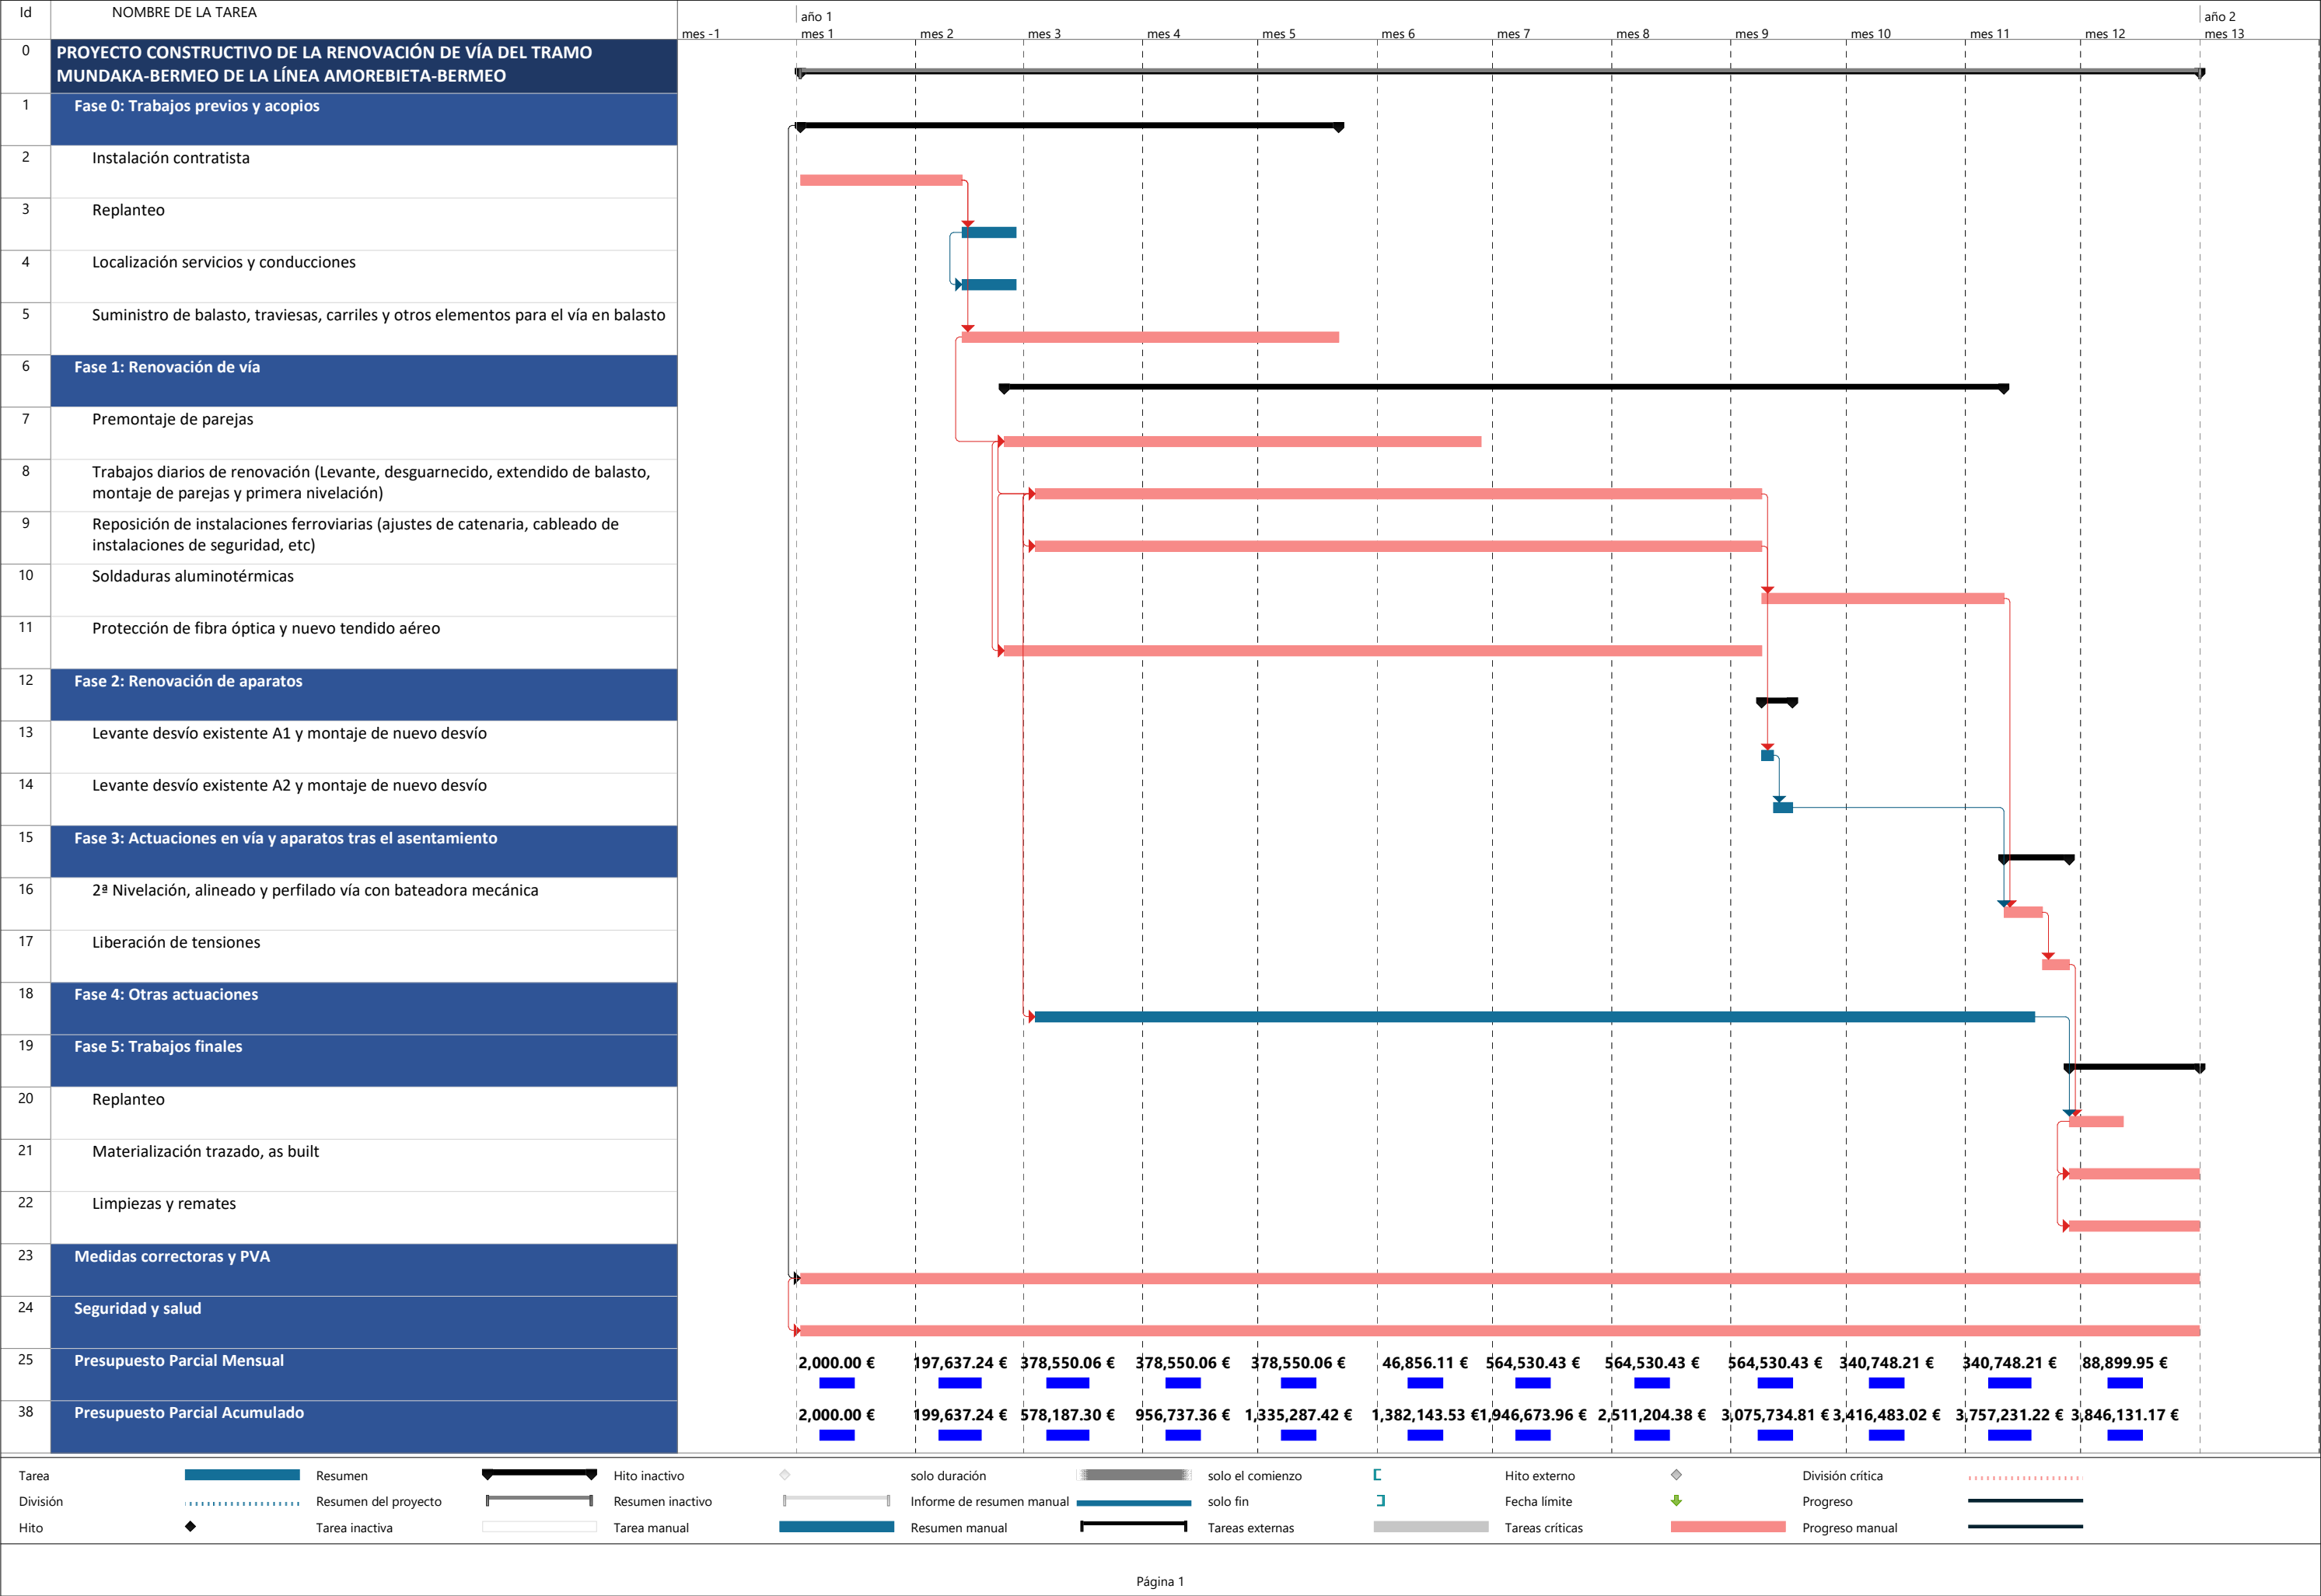 Id NOMBRE DE LA TAREA
año 1 año 2
mes -1 mes 1 mes 2 mes 3 mes 4 mes 5 mes 6 mes 7 mes 8 mes 9 mes 10 mes 11 mes 12 mes 13
0 PROYECTO CONSTRUCTIVO DE LA RENOVACIÓN DE VÍA DEL TRAMO
MUNDAKA-BERMEO DE LA LÍNEA AMOREBIETA-BERMEO
1 Fase 0: Trabajos previos y acopios
2 Instalación contratista
3 Replanteo
4 Localización servicios y conducciones
5 Suministro de balasto, traviesas, carriles y otros elementos para el vía en balasto
6 Fase 1: Renovación de vía
7 Premontaje de parejas
8 Trabajos diarios de renovación (Levante, desguarnecido, extendido de balasto,
montaje de parejas y primera nivelación)
9 Reposición de instalaciones ferroviarias (ajustes de catenaria, cableado de
instalaciones de seguridad, etc)
10 Soldaduras aluminotérmicas
11 Protección de fibra óptica y nuevo tendido aéreo
12 Fase 2: Renovación de aparatos
13 Levante desvío existente A1 y montaje de nuevo desvío
14 Levante desvío existente A2 y montaje de nuevo desvío
15 Fase 3: Actuaciones en vía y aparatos tras el asentamiento
16 2ª Nivelación, alineado y perfilado vía con bateadora mecánica
17 Liberación de tensiones
18 Fase 4: Otras actuaciones
19 Fase 5: Trabajos finales
20 Replanteo
21 Materialización trazado, as built
22 Limpiezas y remates
23 Medidas correctoras y PVA
24 Seguridad y salud
25 Presupuesto Parcial Mensual 2,000.00 € 197,637.24 € 378,550.06 € 378,550.06 € 378,550.06 € 46,856.11 € 564,530.43 € 564,530.43 € 564,530.43 € 340,748.21 € 340,748.21 € 88,899.95 €
38 Presupuesto Parcial Acumulado 2,000.00 € 199,637.24 € 578,187.30 € 956,737.36 € 1,335,287.42 € 1,382,143.53 € 1,946,673.96 € 2,511,204.38 € 3,075,734.81 € 3,416,483.02 € 3,757,231.22 € 3,846,131.17 €
Tarea Resumen Hito inactivo solo duración solo el comienzo Hito externo División crítica
División Resumen del proyecto Resumen inactivo Informe de resumen manual solo fin Fecha límite Progreso
Hito Tarea inactiva Tarea manual Resumen manual Tareas externas Tareas críticas Progreso manual
Página 1